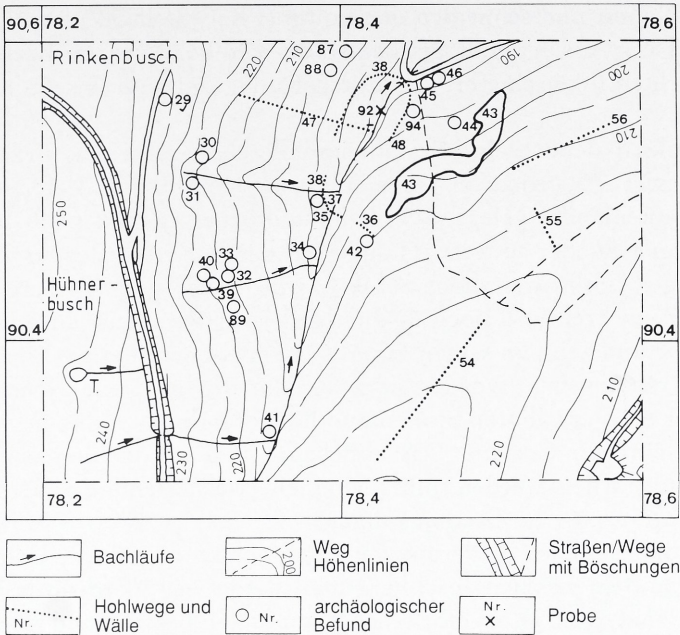 90,6 78,2 78,4 78,6
Rinkenbusch
220 210 87 88 38 46 190
29 45 200
47 92 94 44 43 56
48 210
30
31 38 37 43
35 36 55
250
34 42
33
40 32
Hühner-
busch
39
89
90,4 90,4
54
T.
41 210
240
230 220 220
78,2 78,4 78,6
Bachläufe
200
Weg
Höhenlinien
Straßen/Wege
mit Böschungen
Nr.
Hohlwege und
Wälle
Nr.
archäologischer
Befund
Nr.
Probe